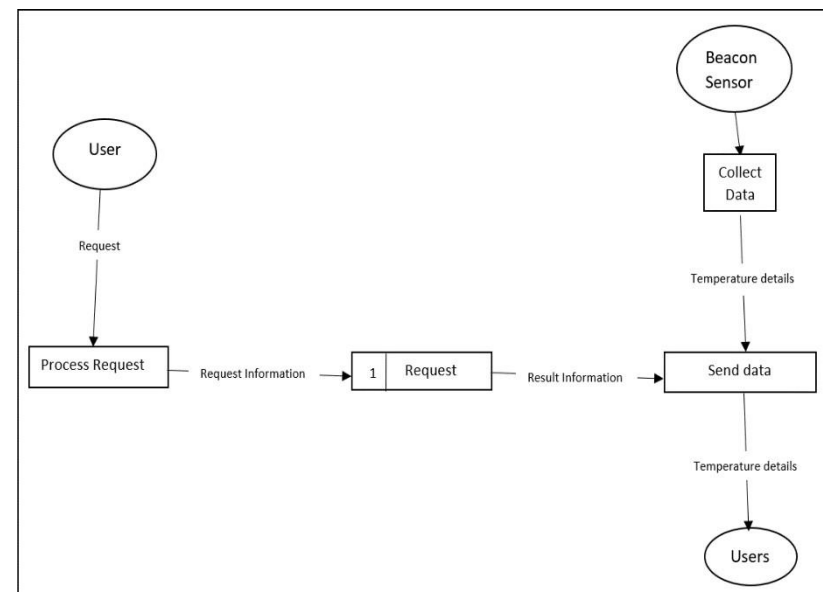 Beacon
Sensor
User
Collect
Data
Request
Temperature details
Process Request
Request Information
1
Request
Result Information
Send data
Temperature details
Users